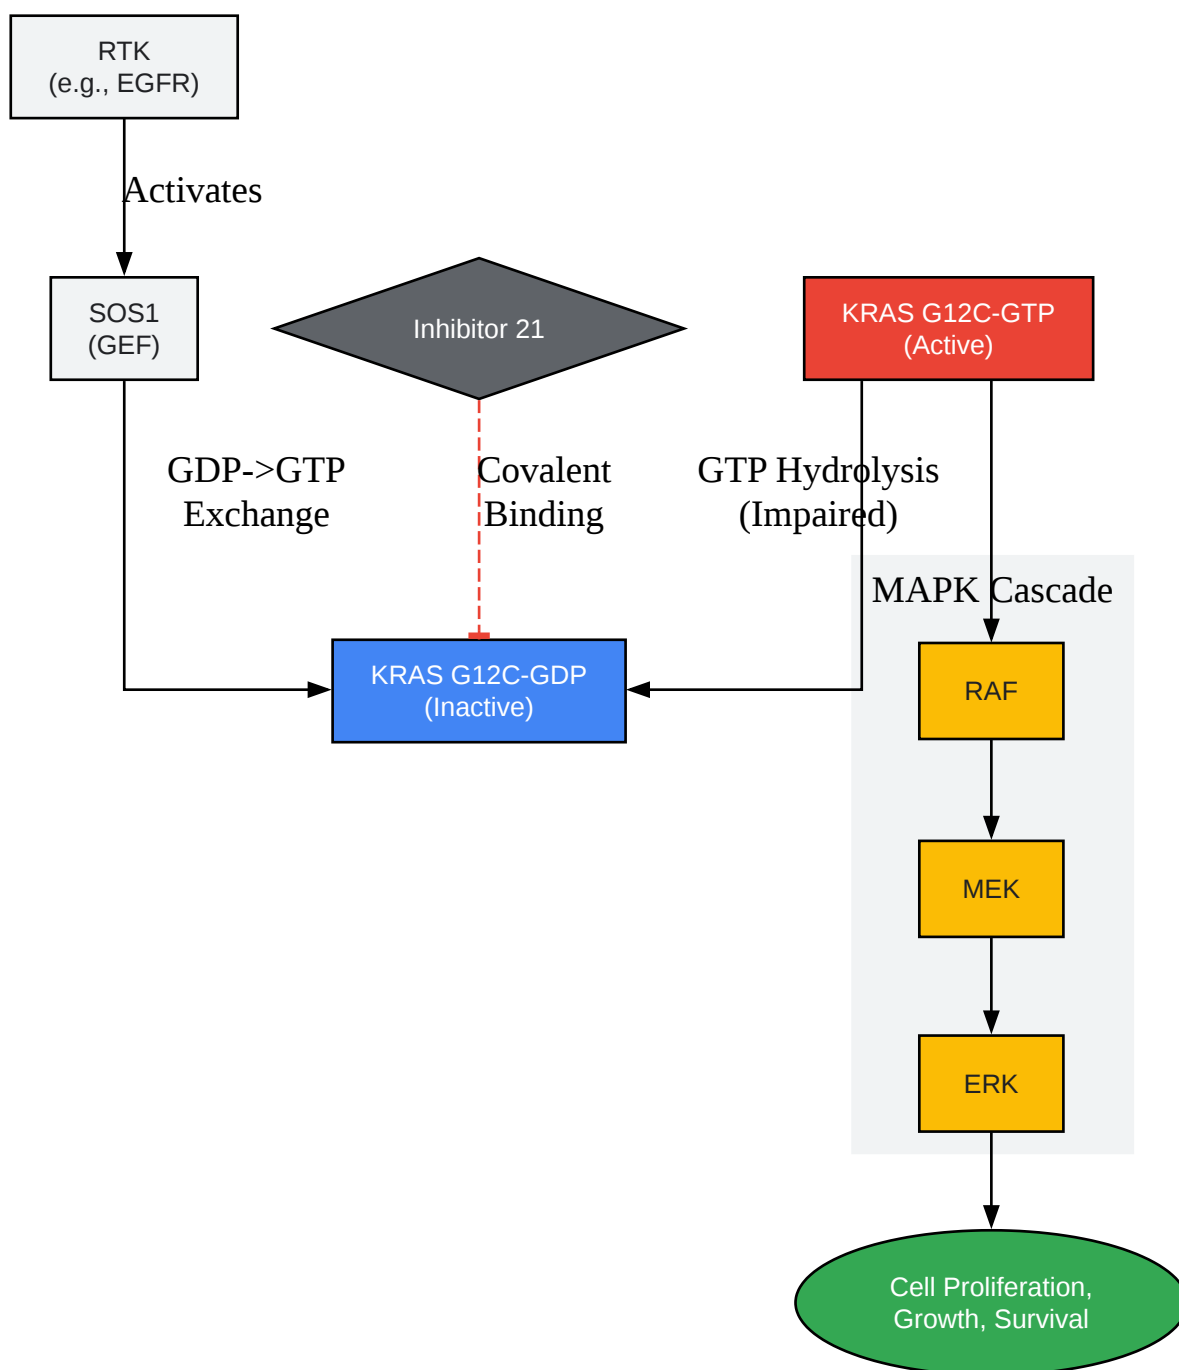 RTK
(e.g., EGFR)
Activates
SOS1
(GEF)
Inhibitor 21
KRAS G12C-GTP
(Active)
GDP->GTP
Exchange
Covalent
Binding
GTP Hydrolysis
(Impaired)
MAPK Cascade
KRAS G12C-GDP
(Inactive)
RAF
MEK
ERK
Cell Proliferation,
Growth, Survival